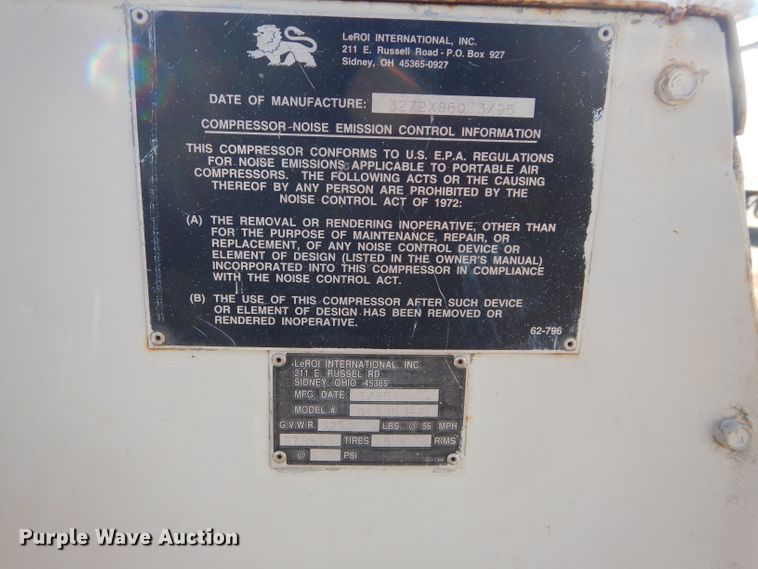 LeROI INTERNATIONAL, INC.
211 E. Russell Road - P.O. Box 927
Sidney, OH 45365-0927
DATE OF MANUFACTURE: 3272X860 3/95
COMPRESSOR-NOISE EMISSION CONTROL INFORMATION
THIS COMPRESSOR CONFORMS TO U.S. E.P.A. REGULATIONS
FOR NOISE EMISSIONS APPLICABLE TO PORTABLE AIR
COMPRESSORS. THE FOLLOWING ACTS OR THE CAUSING
THEREOF BY ANY PERSON ARE PROHIBITED BY THE
NOISE CONTROL ACT OF 1972:
(A) THE REMOVAL OR RENDERING INOPERATIVE, OTHER THAN
FOR THE PURPOSE OF MAINTENANCE, REPAIR, OR
REPLACEMENT, OF ANY NOISE CONTROL DEVICE OR
ELEMENT OF DESIGN (LISTED IN THE OWNER'S MANUAL)
INCORPORATED INTO THIS COMPRESSOR IN COMPLIANCE
WITH THE NOISE CONTROL ACT.
(B) THE USE OF THIS COMPRESSOR AFTER SUCH DEVICE
OR ELEMENT OF DESIGN HAS BEEN REMOVED OR
RENDERED INOPERATIVE.
62-796
LeROI INTERNATIONAL, INC.
211 E. RUSSEL RD.
SIDNEY, OHIO 45365
MFG. DATE: 3/95
MODEL #
G.V.W.R. LBS. @ 55 MPH
TIRES RIMS
@ PSI
Purple Wave Auction